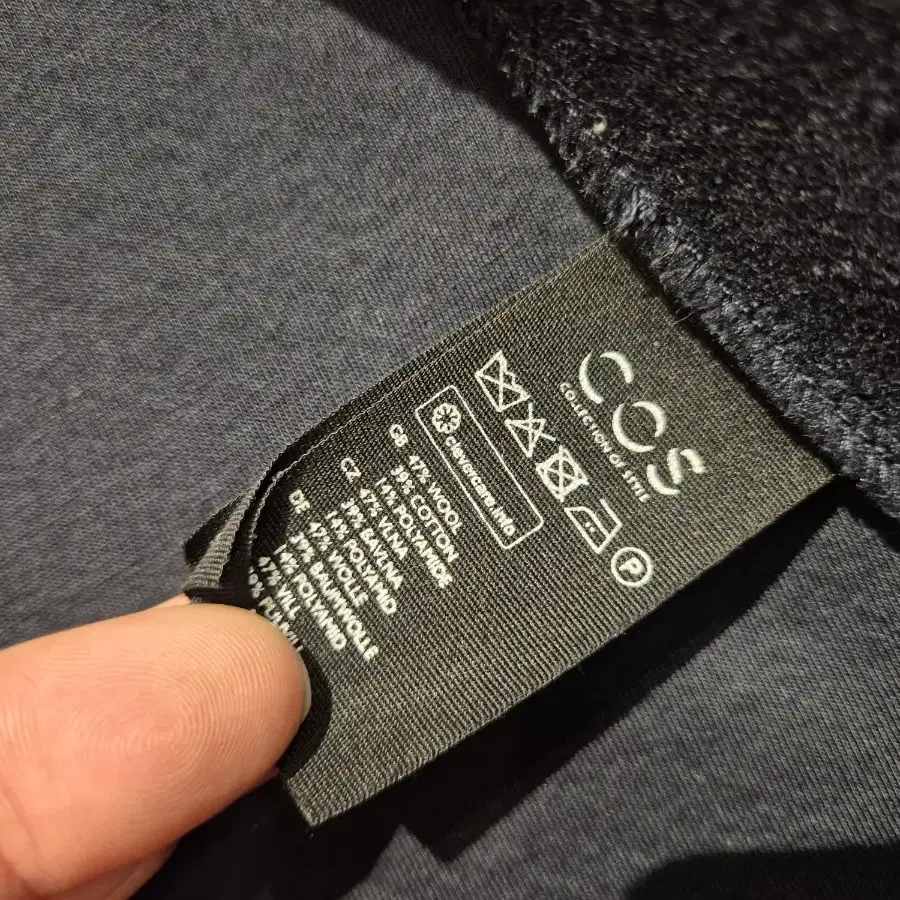 COS
COLLECTION OF STYLE
P
clevercare.info
GB 47% WOOL
39% COTTON
14% POLYAMIDE
CZ 47% VLNA
39% BAVLNA
14% POLYAMID
DE 47% WOLLE
39% BAUMWOLLE
14% POLYAMID
47% VILL